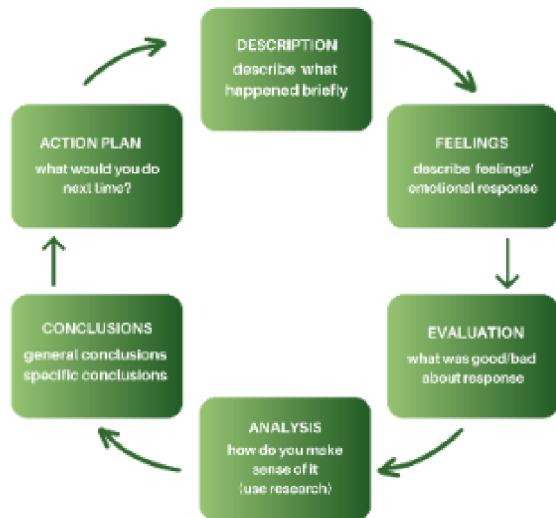 DESCRIPTION
describe what
happened briefly
FEELINGS
describe feelings/
emotional response
EVALUATION
what was good/bad
about response
ANALYSIS
how do you make
sense of it
(use research)
CONCLUSIONS
general conclusions
specific conclusions
ACTION PLAN
what would you do
next time?